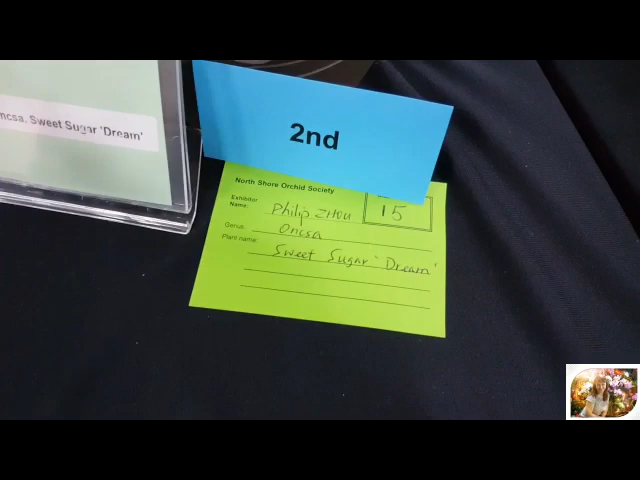 ncsa. Sweet Sugar 'Dream'
2nd
North Shore Orchid Society
Exhibitor Name: Philip ZHOU
15
Genus: Oncsa
Plant name: Sweet Sugar 'Dream'